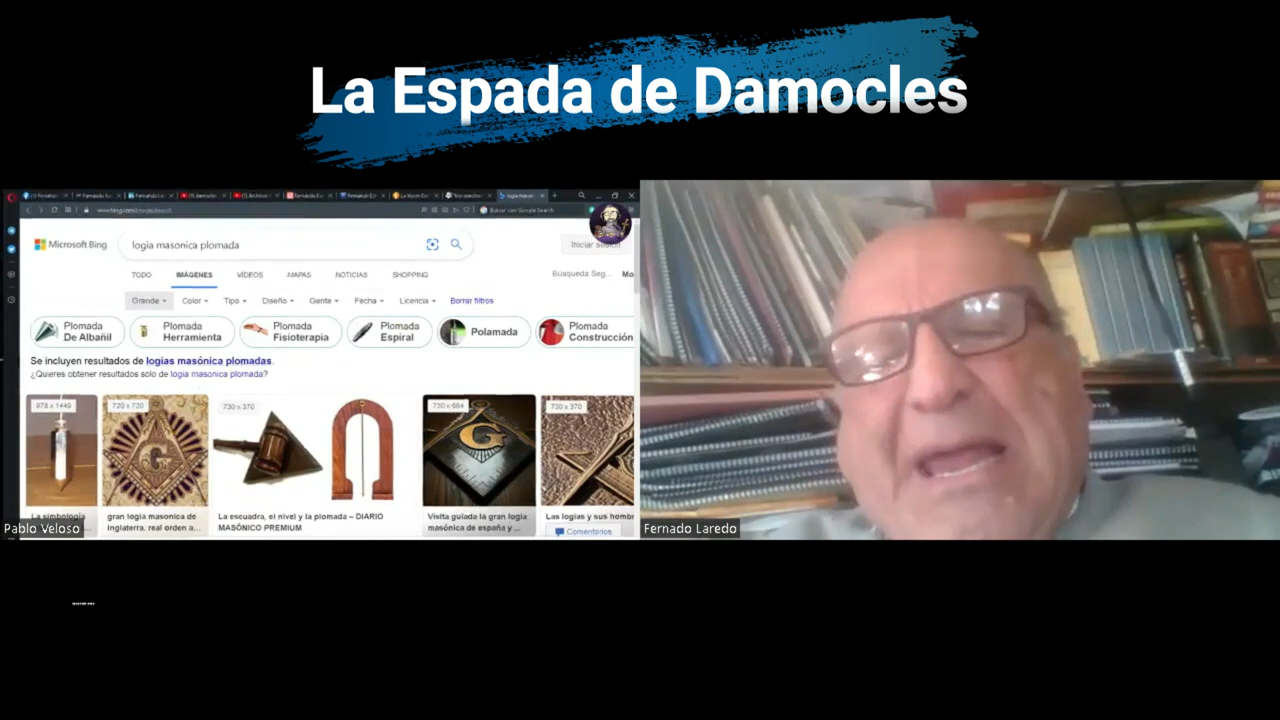 La Espada de Damocles
Microsoft Bing
logia masonica plomada
Iniciar sesión
TODO
IMÁGENES
VÍDEOS
MAPAS
NOTICIAS
SHOPPING
Búsqueda Seg...
Mo
Grande
Color
Tipo
Diseño
Gente
Fecha
Licencia
Borrar filtros
Plomada
De Albañil
Plomada
Herramienta
Plomada
Fisioterapia
Plomada
Espiral
Polamada
Plomada
Construcción
Se incluyen resultados de logias masónica plomadas.
¿Quieres obtener resultados solo de logia masonica plomada?
978 x 1449
720 x 720
730 x 370
730 x 684
730 x 370
La simbología
gran logia masonica de
inglaterra. real orden a...
La escuadra, el nivel y la plomada – DIARIO
MASÓNICO PREMIUM
Visita guiada la gran logia
masónica de españa y...
Las logias y sus homb
Comentarios
Pablo Veloso
Fernado Laredo